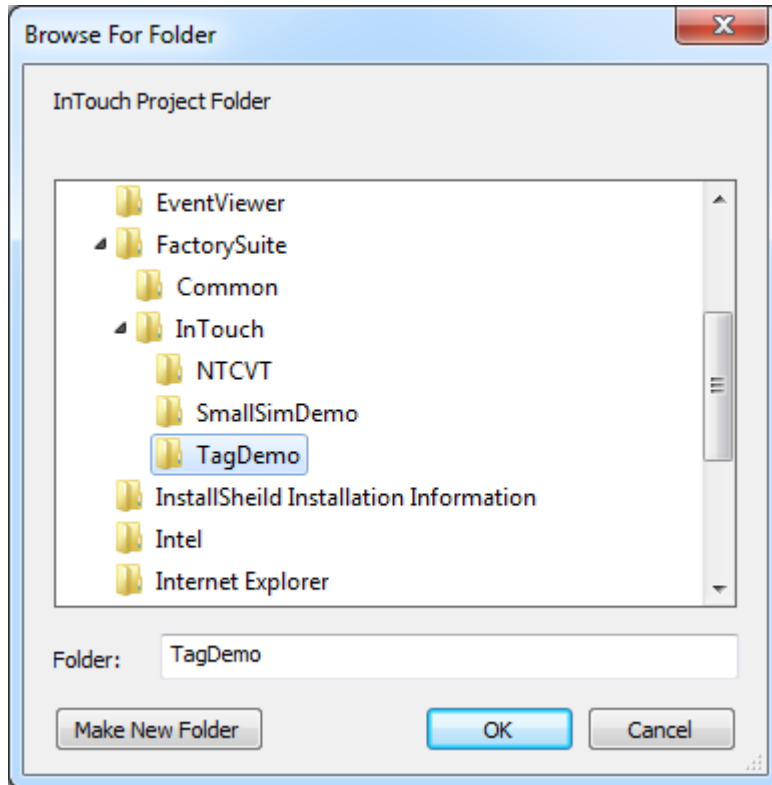 Browse For Folder
InTouch Project Folder
EventViewer
FactorySuite
Common
InTouch
NTCVT
SmallSimDemo
TagDemo
InstallSheild Installation Information
Intel
Internet Explorer
Folder: TagDemo
Make New Folder OK Cancel